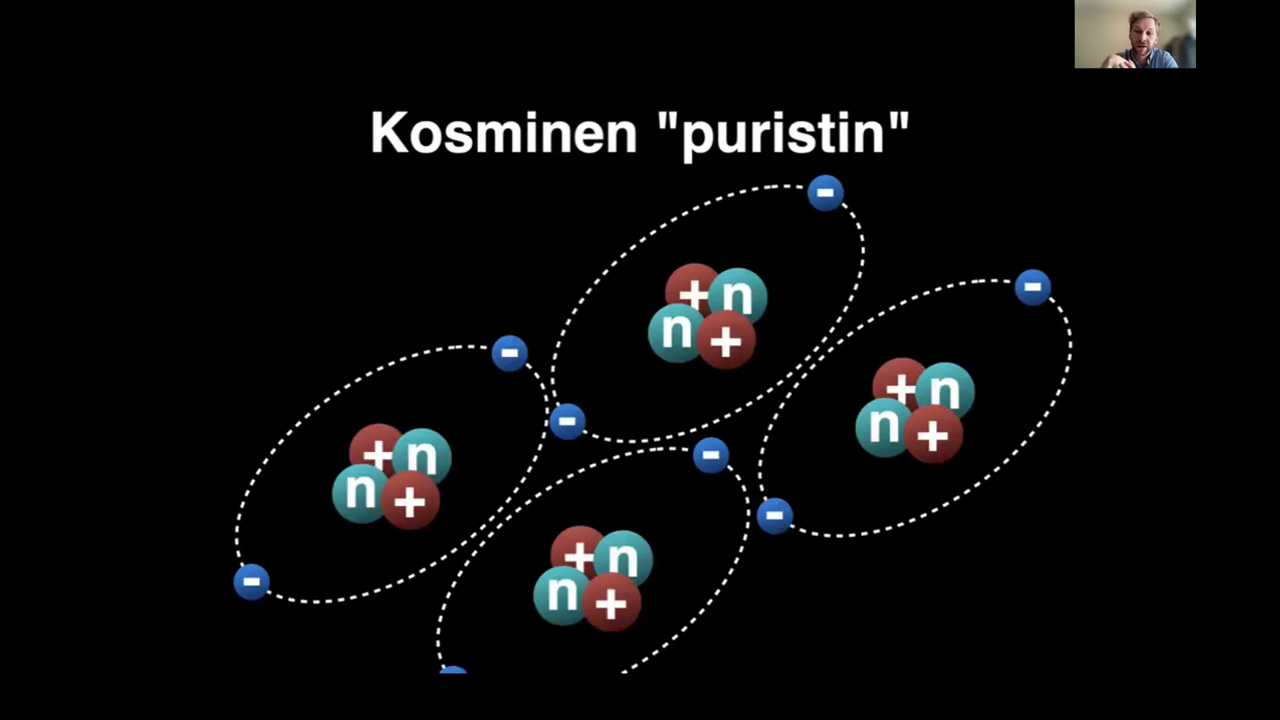 Kosminen "puristin"
-
-
+ n
n +
-
-
+ n
n +
-
+ n
n +
-
-
+ n
n +
-